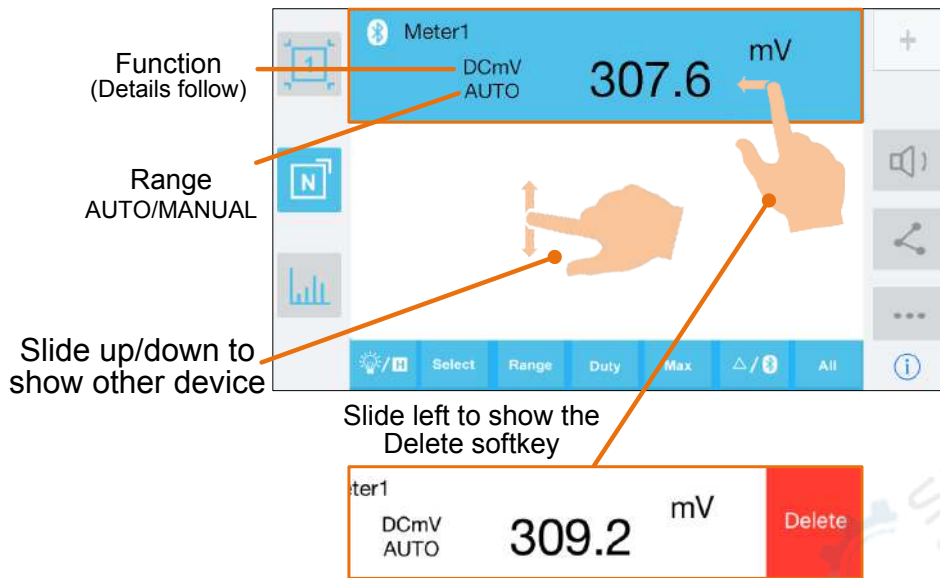 Function
(Details follow)
Range
AUTO/MANUAL
Slide up/down to
show other device
1
N
Meter1
DCmV
AUTO
307.6
mV
+
/H
Select
Range
Duty
Max
△/
All
i
Slide left to show the
Delete softkey
ter1
DCmV
AUTO
309.2
mV
Delete